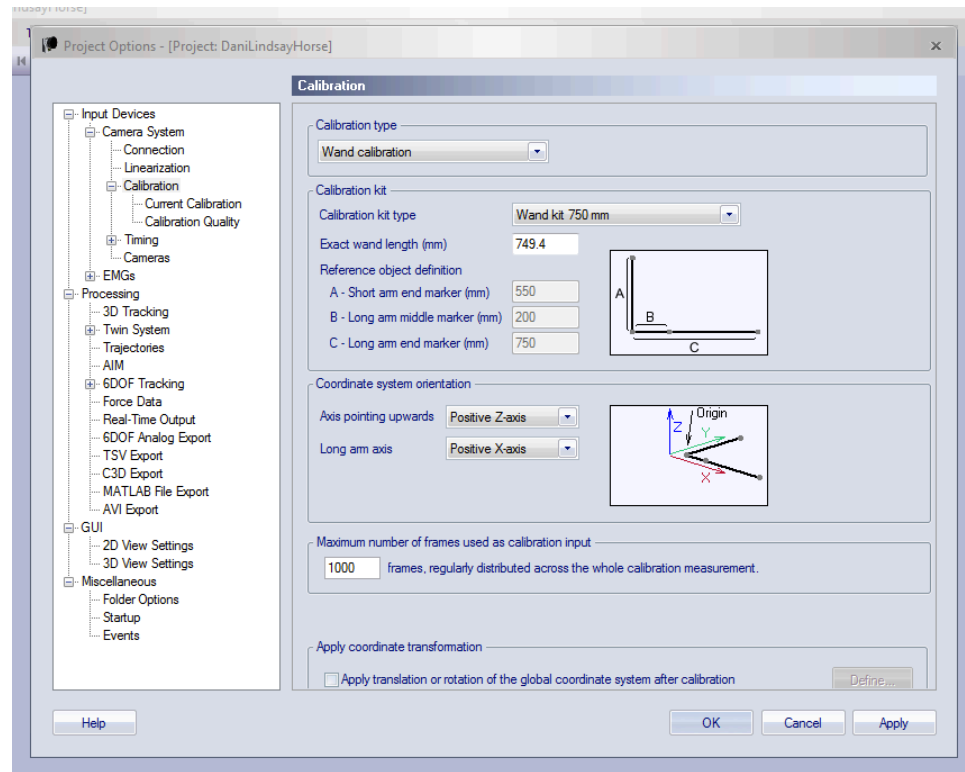 Project Options - [Project: DaniLindsayHorse]
Calibration
Input Devices
Camera System
Connection
Linearization
Calibration
Current Calibration
Calibration Quality
Timing
Cameras
EMGs
Processing
3D Tracking
Twin System
Trajectories
AIM
6DOF Tracking
Force Data
Real-Time Output
6DOF Analog Export
TSV Export
C3D Export
MATLAB File Export
AVI Export
GUI
2D View Settings
3D View Settings
Miscellaneous
Folder Options
Startup
Events
Calibration type
Wand calibration
Calibration kit
Calibration kit type Wand kit 750 mm
Exact wand length (mm) 749.4
Reference object definition
A - Short arm end marker (mm) 550
B - Long arm middle marker (mm) 200
C - Long arm end marker (mm) 750
A
B
C
Coordinate system orientation
Axis pointing upwards Positive Z-axis
Long arm axis Positive X-axis
Origin
Z
Y
X
Maximum number of frames used as calibration input
1000 frames, regularly distributed across the whole calibration measurement.
Apply coordinate transformation
Apply translation or rotation of the global coordinate system after calibration Define...
Help OK Cancel Apply